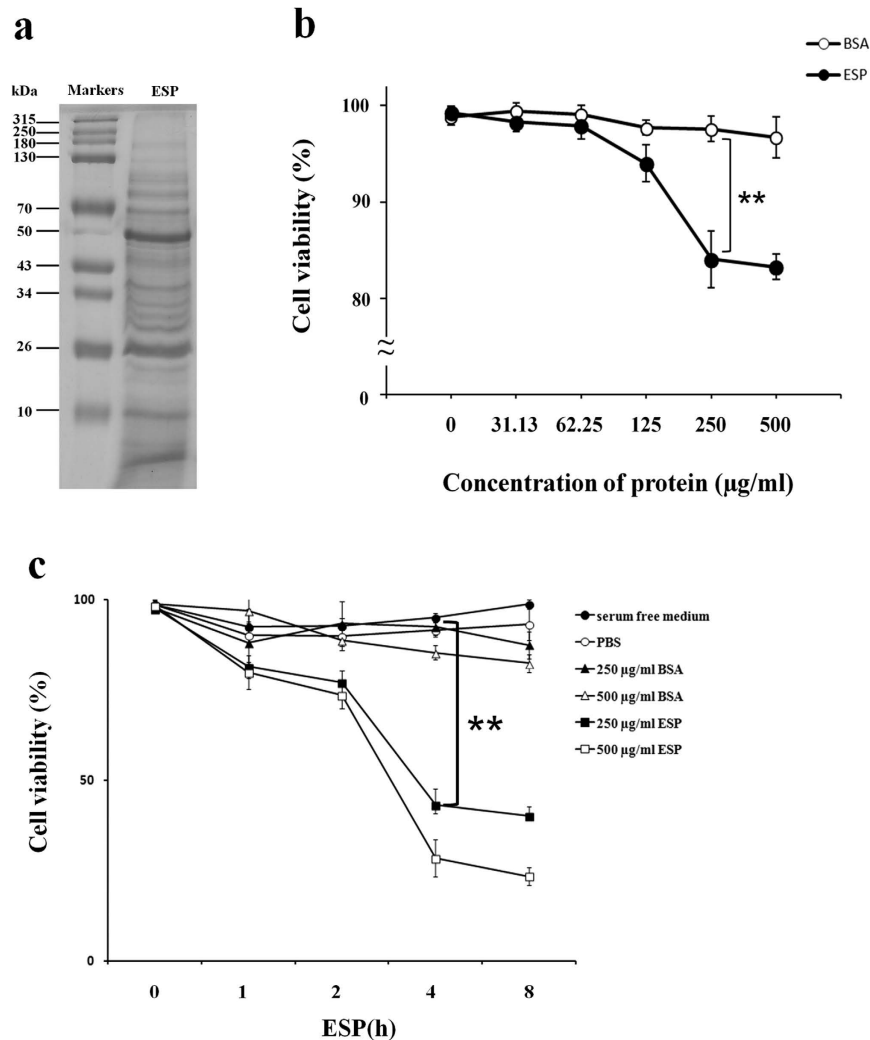 a
kDa Markers ESP
315
250
180
130
70
50
43
34
26
10
b
BSA
ESP
Cell viability (%)
100
90
80
0
**
0 31.13 62.25 125 250 500
Concentration of protein (µg/ml)
c
Cell viability (%)
100
50
0
**
serum free medium
PBS
250 µg/ml BSA
500 µg/ml BSA
250 µg/ml ESP
500 µg/ml ESP
0 1 2 4 8
ESP(h)